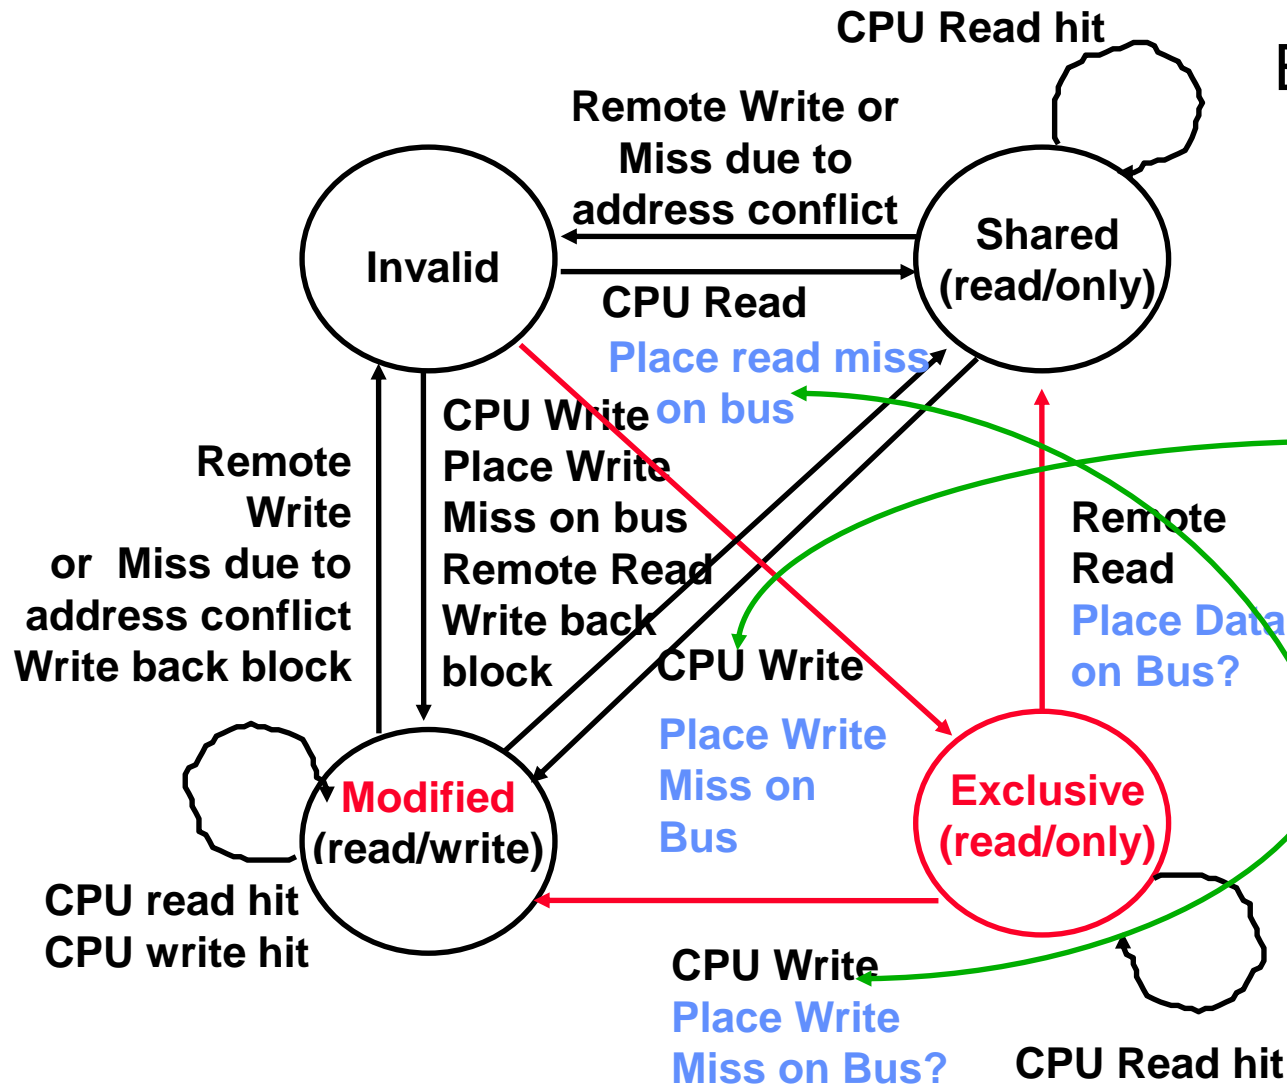 CPU Read hit
Remote Write or
Miss due to
address conflict
Shared
(read/only)
Invalid
CPU Read
Place read miss
on bus
CPU Write
Place Write
Miss on bus
Remote Read
Write back
block
Remote
Write
or Miss due to
address conflict
Write back block
Remote
Read
Place Data
on Bus?
CPU Write
Place Write
Miss on
Bus
Modified
(read/write)
Exclusive
(read/only)
CPU read hit
CPU write hit
CPU Write
Place Write
Miss on Bus?
CPU Read hit